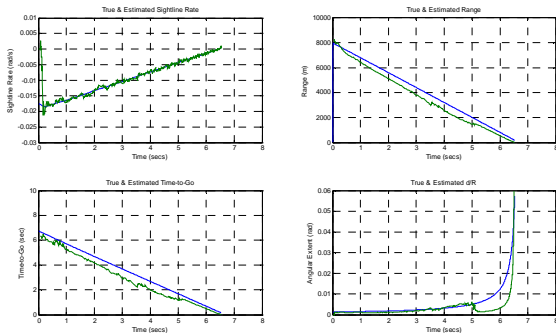 True & Estimated Sightline Rate
0.01
0.005
0
-0.005
-0.01
-0.015
-0.02
-0.025
-0.03
Sightline Rate (rad/s)
0 1 2 3 4 5 6 7 8
Time (secs)
True & Estimated Range
10000
8000
6000
4000
2000
0
Range (m)
0 1 2 3 4 5 6 7 8
Time (secs)
True & Estimated Time-to-Go
10
8
6
4
2
0
Time-to-Go (sec)
0 1 2 3 4 5 6 7 8
Time (secs)
True & Estimated d/R
0.06
0.05
0.04
0.03
0.02
0.01
0
Angular Extent (rad)
0 1 2 3 4 5 6 7 8
Time (secs)